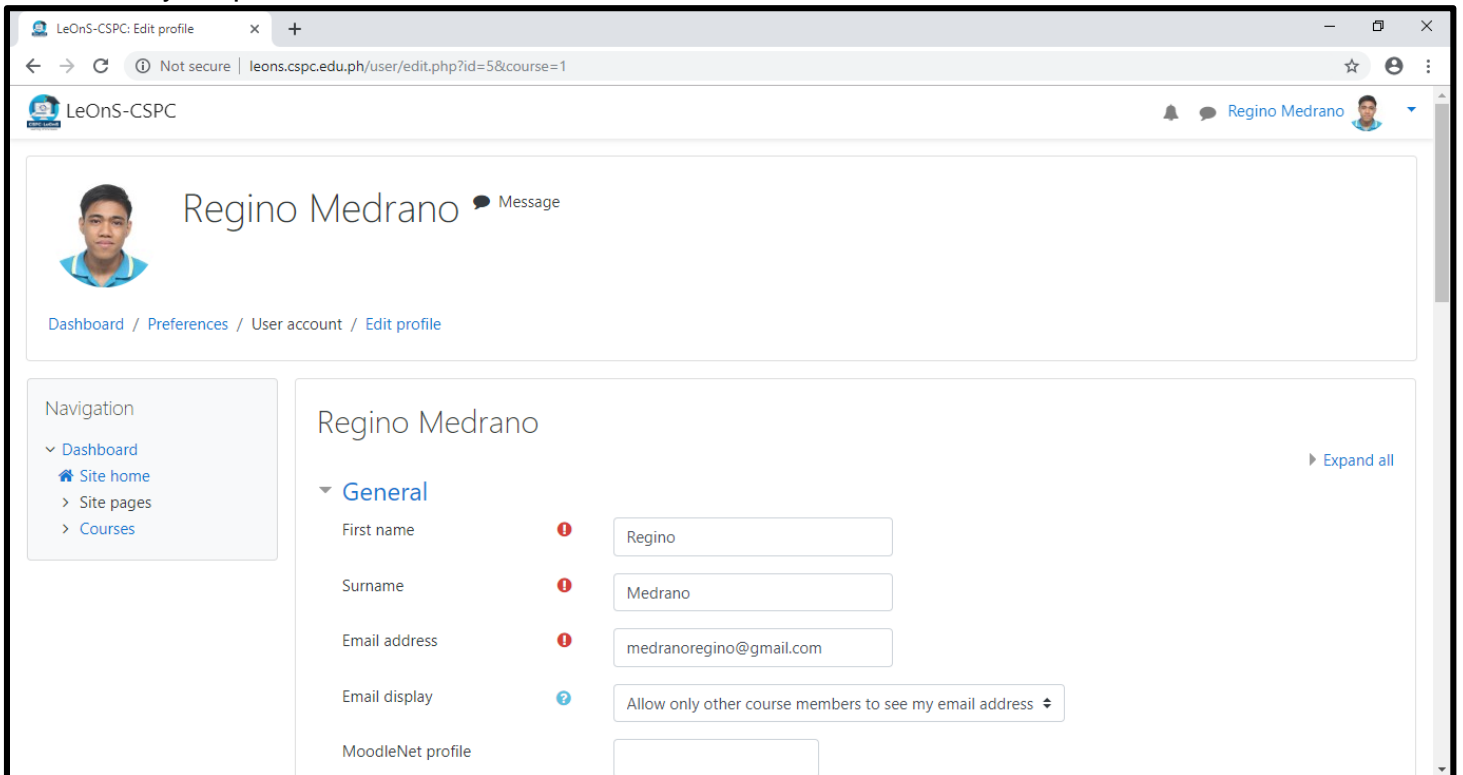 LeOnS-CSPC: Edit profile
Not secure | leons.cspc.edu.ph/user/edit.php?id=5&course=1
LeOnS-CSPC
Regino Medrano
Regino Medrano Message
Dashboard / Preferences / User account / Edit profile
Navigation
Dashboard
Site home
Site pages
Courses
Regino Medrano
Expand all
General
First name Regino
Surname Medrano
Email address medranoregino@gmail.com
Email display Allow only other course members to see my email address
MoodleNet profile